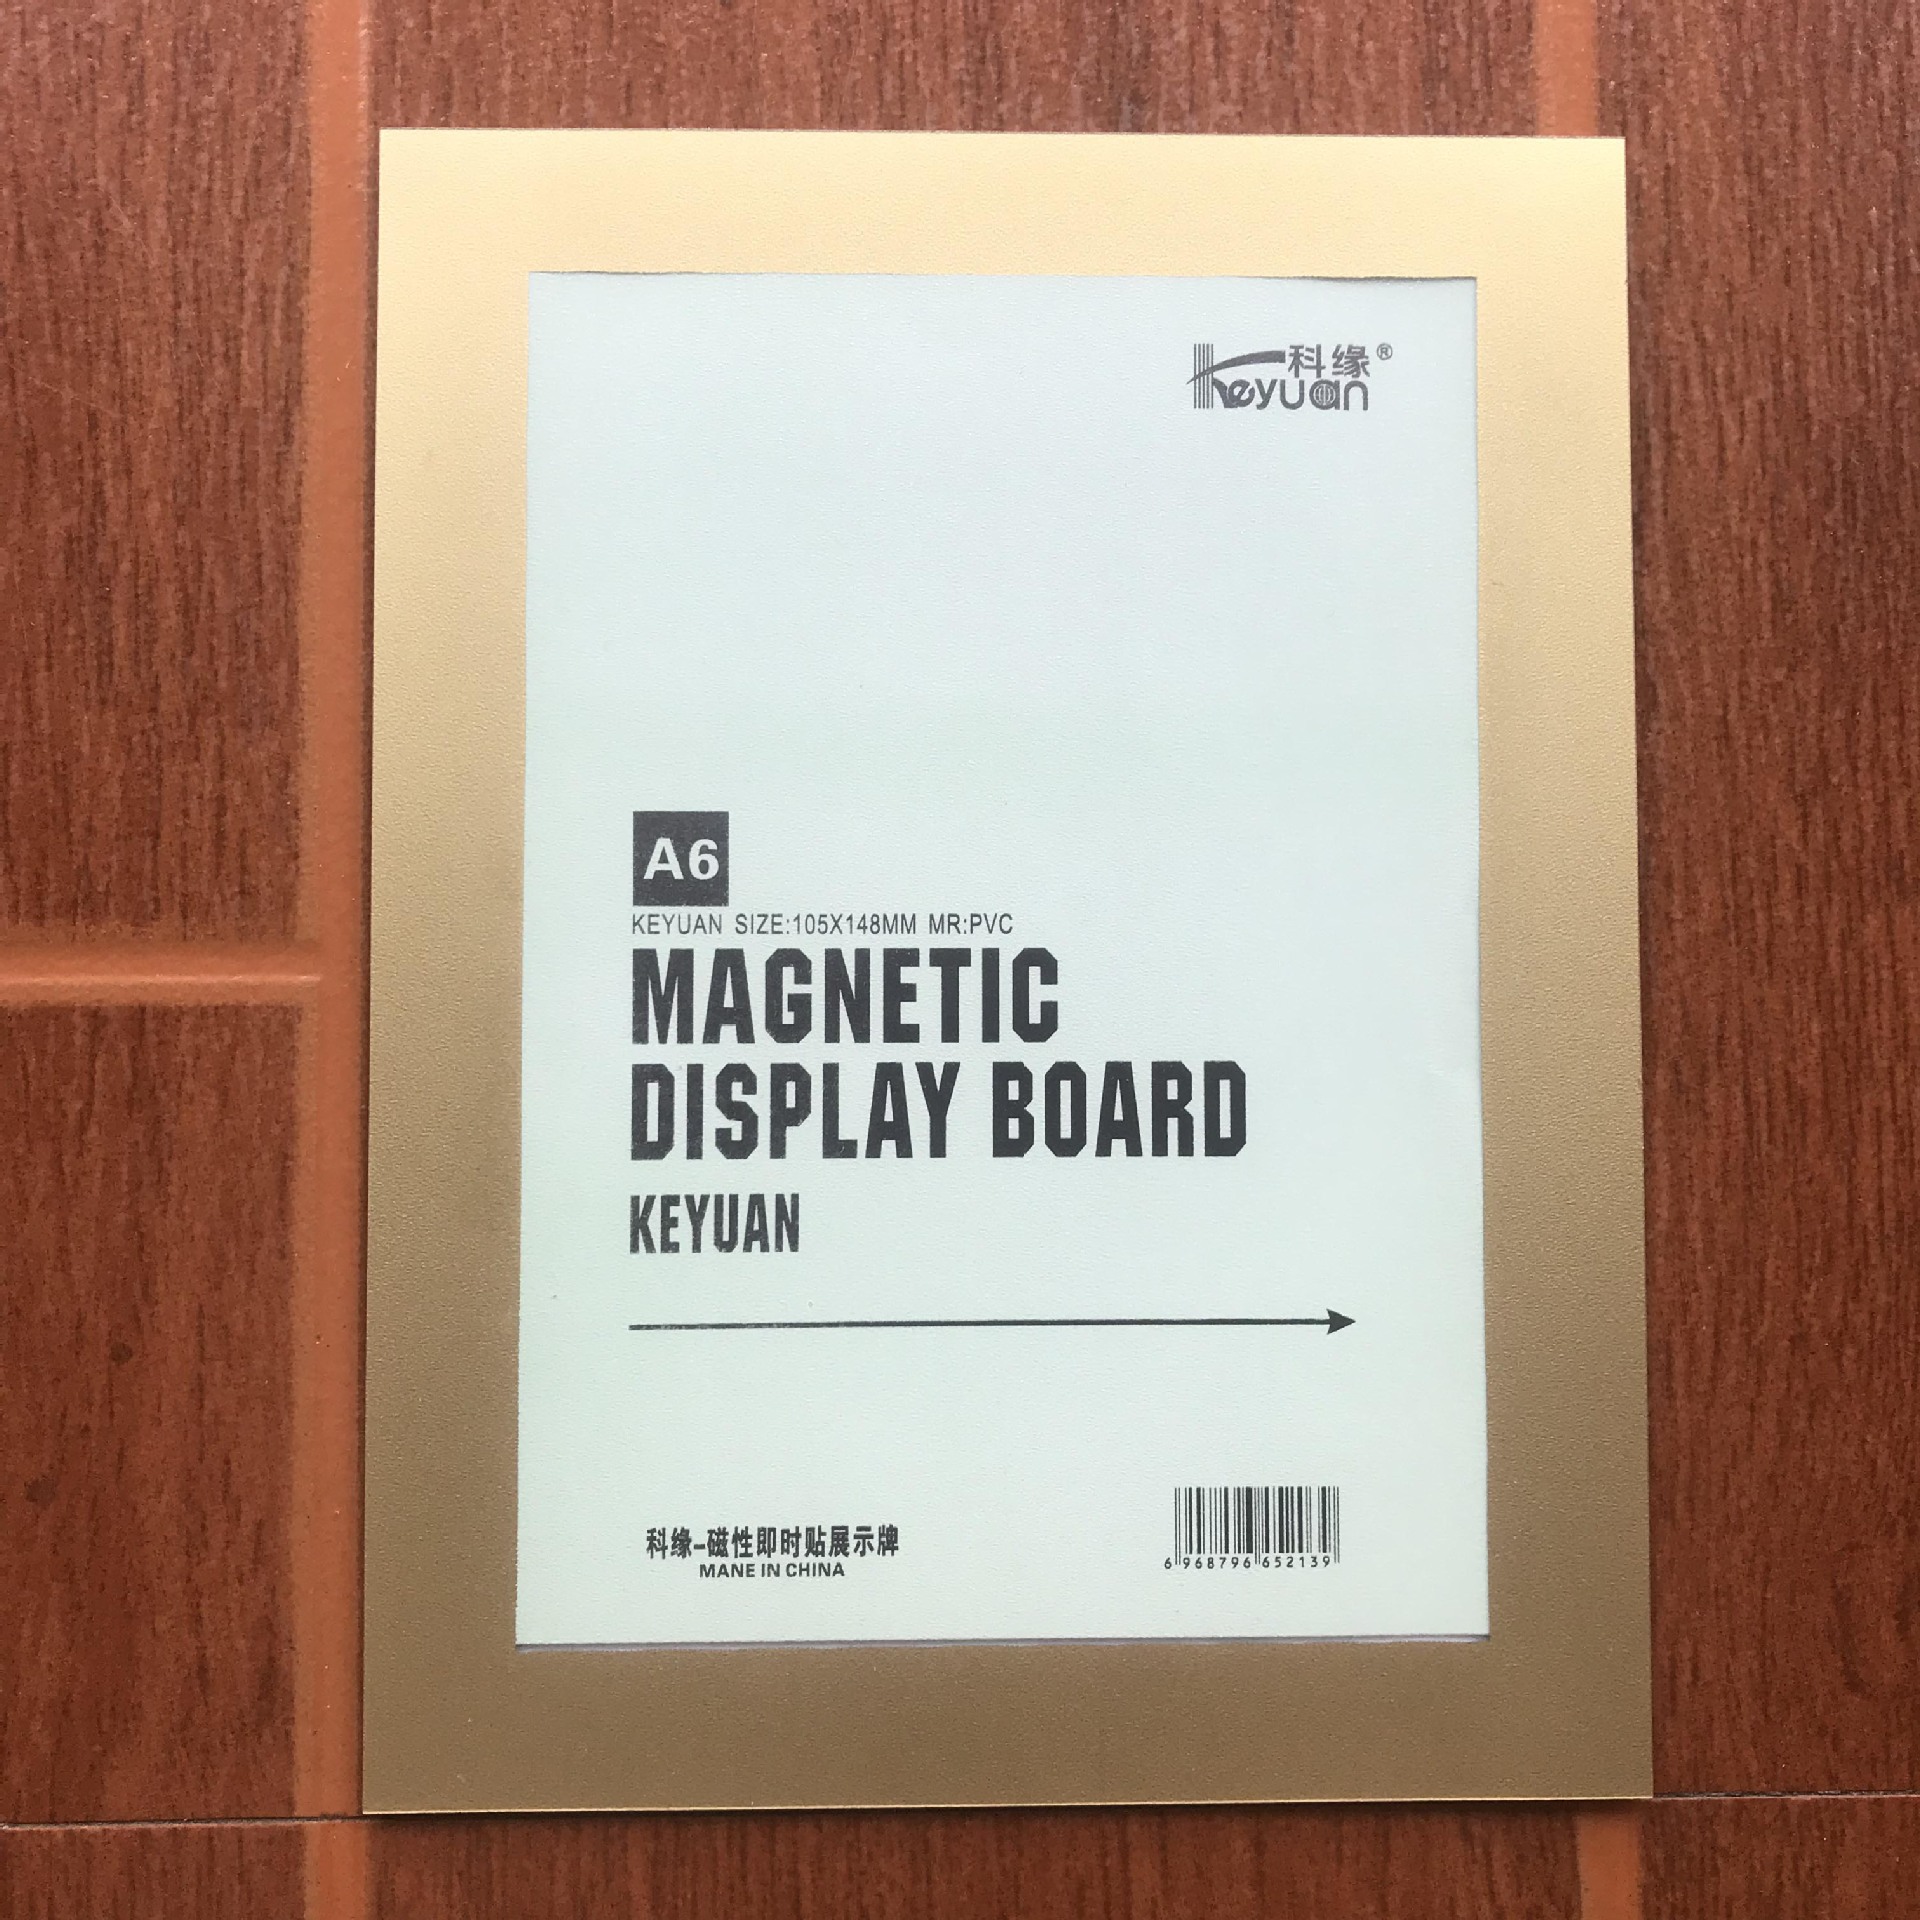 科缘®
keyuan
A6
KEYUAN SIZE:105X148MM MR:PVC
MAGNETIC
DISPLAY BOARD
KEYUAN
科缘-磁性即时贴展示牌
MANE IN CHINA
6 968796 652139